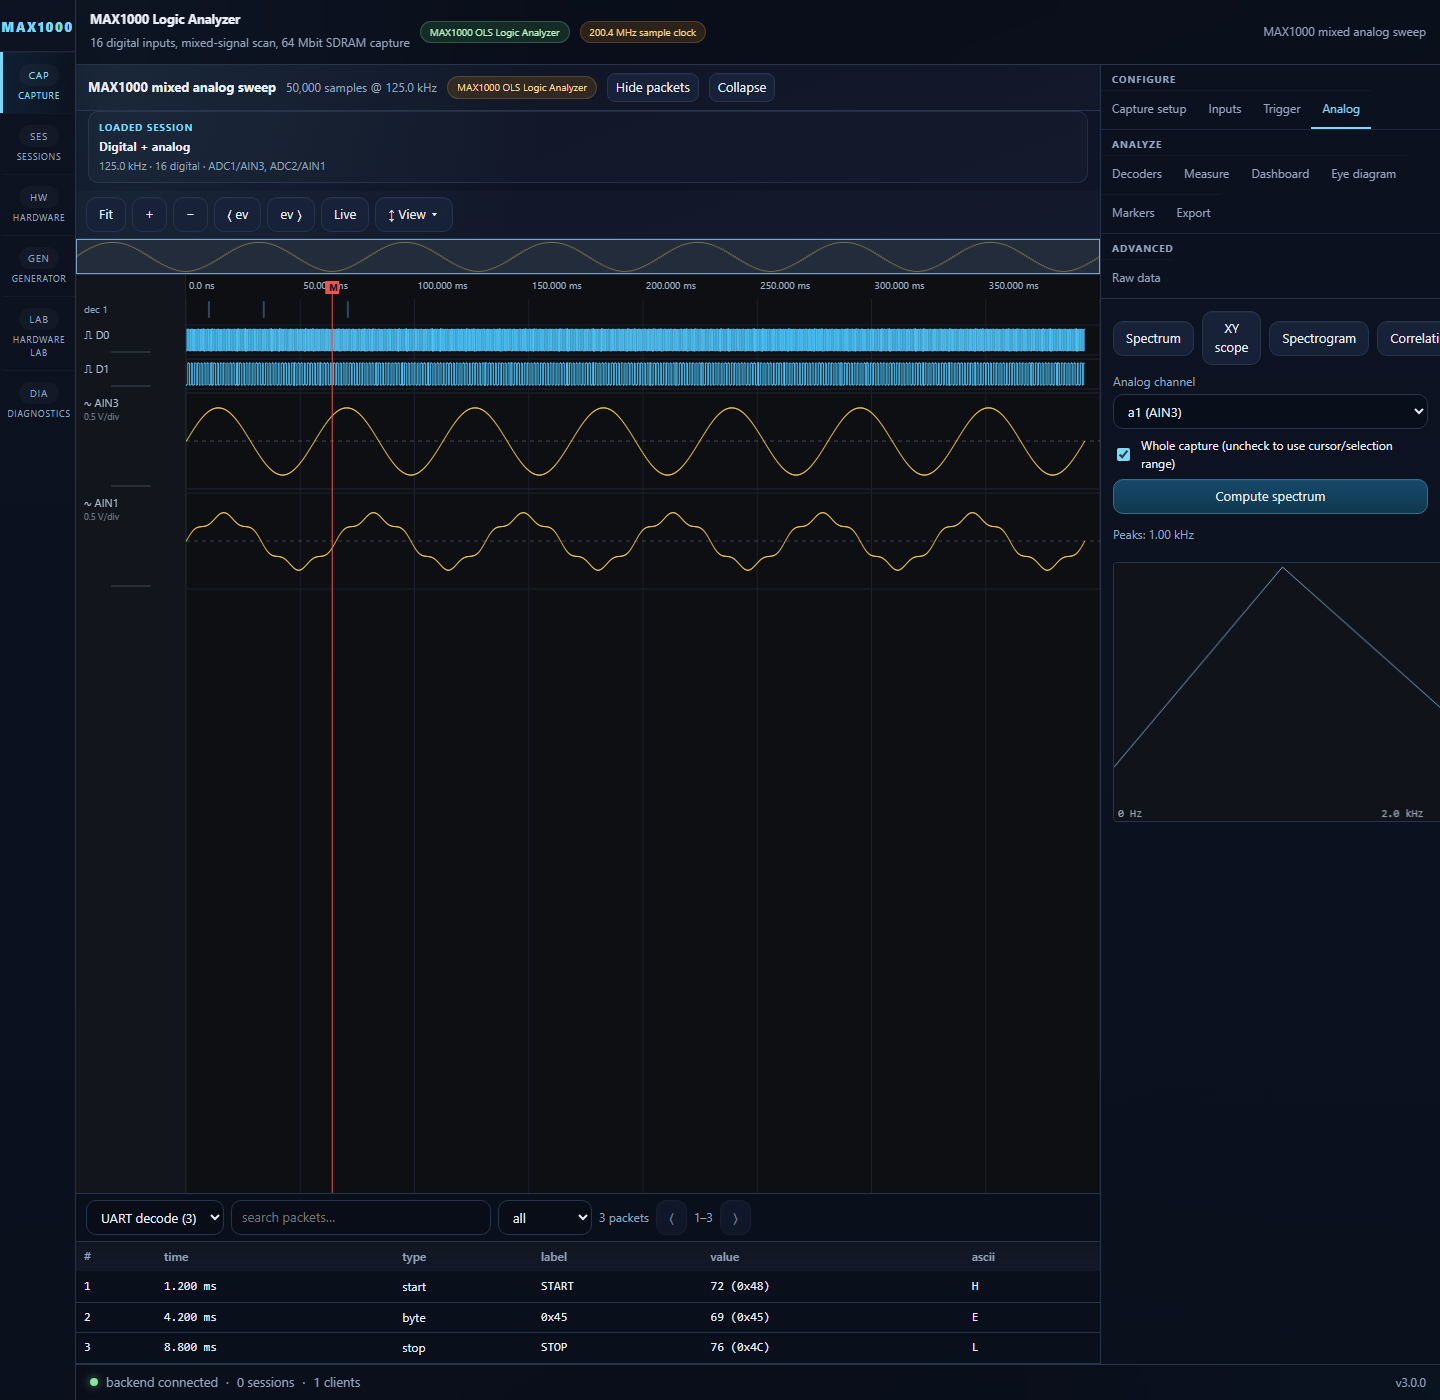 MAX1000
CAP
CAPTURE
SES
SESSIONS
HW
HARDWARE
GEN
GENERATOR
LAB
HARDWARE
LAB
DIA
DIAGNOSTICS
MAX1000 Logic Analyzer
16 digital inputs, mixed-signal scan, 64 Mbit SDRAM capture
MAX1000 OLS Logic Analyzer
200.4 MHz sample clock
MAX1000 mixed analog sweep
MAX1000 mixed analog sweep
50,000 samples @ 125.0 kHz
MAX1000 OLS Logic Analyzer
Hide packets
Collapse
LOADED SESSION
Digital + analog
125.0 kHz · 16 digital · ADC1/AIN3, ADC2/AIN1
Fit
+
−
⟨ ev
ev ⟩
Live
↕ View ▾
0.0 ns
50.00
ns
M
100.000 ms
150.000 ms
200.000 ms
250.000 ms
300.000 ms
350.000 ms
dec 1
⎍ D0
⎍ D1
∿ AIN3
0.5 V/div
∿ AIN1
0.5 V/div
UART decode (3)
search packets...
all
3 packets
⟨
1–3
⟩
# time type label value ascii
1 1.200 ms start START 72 (0x48) H
2 4.200 ms byte 0x45 69 (0x45) E
3 8.800 ms stop STOP 76 (0x4C) L
CONFIGURE
Capture setup
Inputs
Trigger
Analog
ANALYZE
Decoders
Measure
Dashboard
Eye diagram
Markers
Export
ADVANCED
Raw data
Spectrum
XY
scope
Spectrogram
Correlati
Analog channel
a1 (AIN3)
Whole capture (uncheck to use cursor/selection
range)
Compute spectrum
Peaks: 1.00 kHz
0 Hz
2.0 kHz
backend connected · 0 sessions · 1 clients
v3.0.0